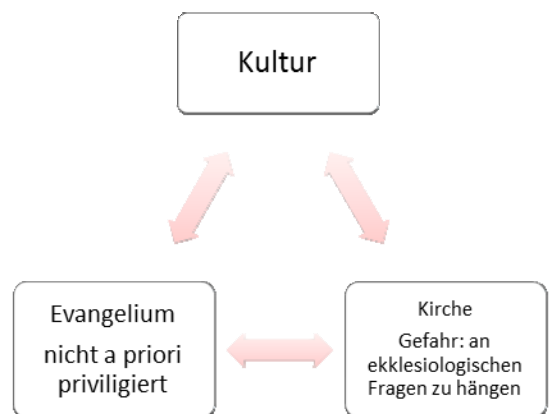 Kultur
Evangelium
nicht a priori
priviligiert
Kirche
Gefahr: an
ekklesiologischen
Fragen zu hängen